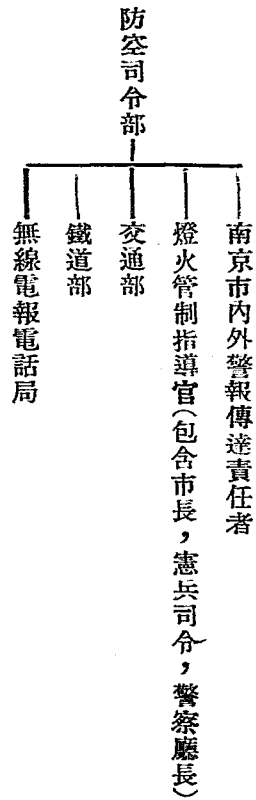 防空司令部
南京市內外警報傳達責任者
燈火管制指導官(包含市長,憲兵司令,警察廳長)
交通部
鐵道部
無線電報電話局